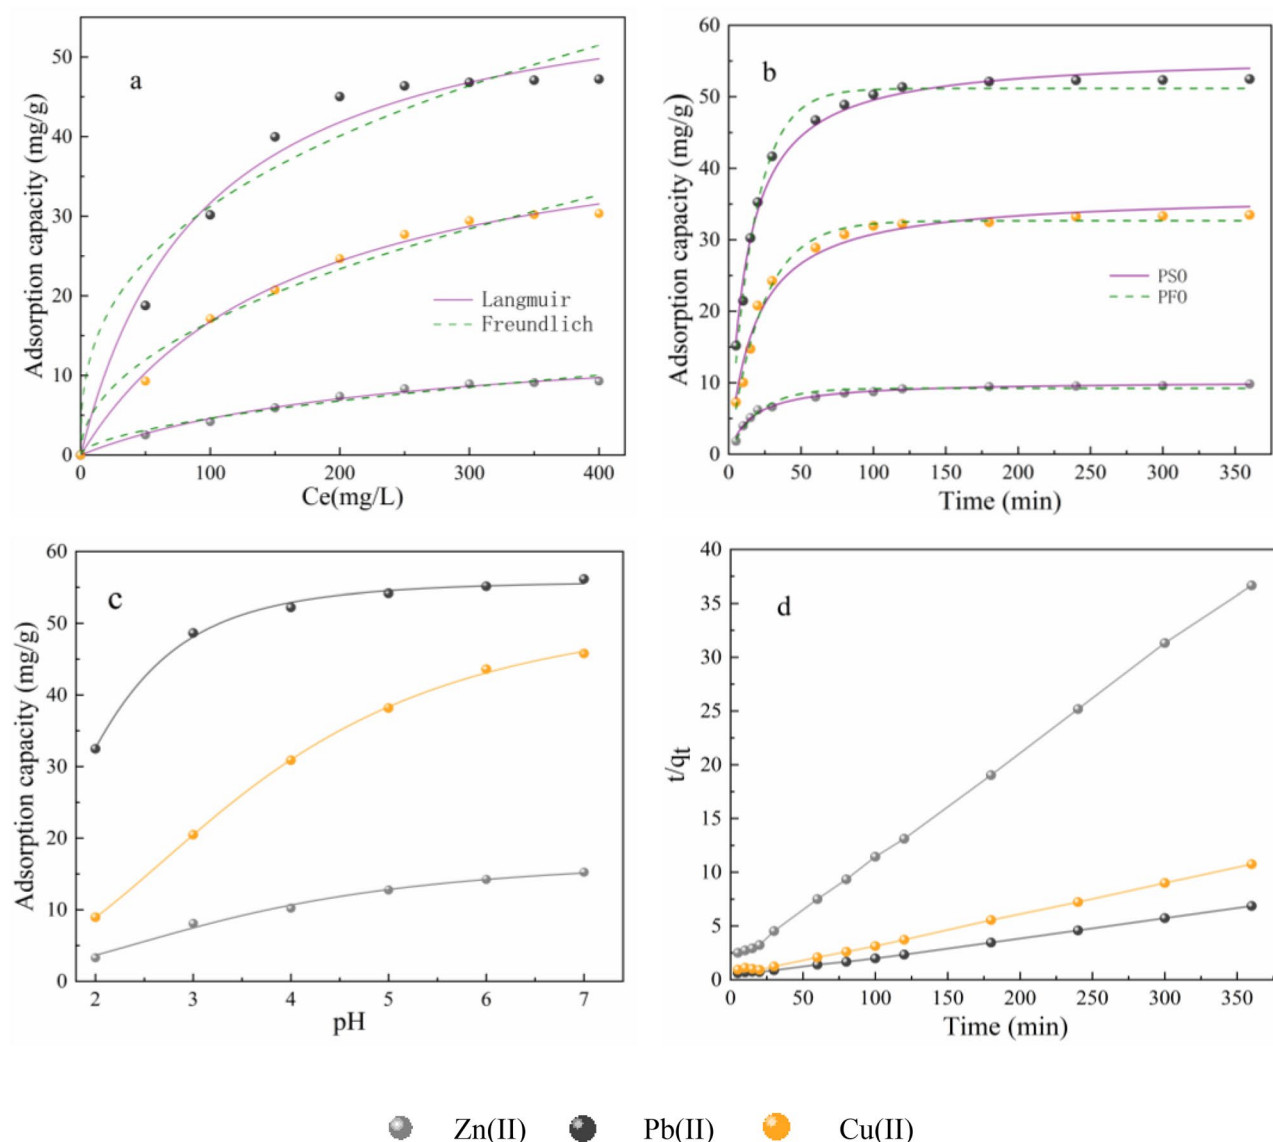 a
Adsorption capacity (mg/g)
50
40
30
20
10
0
Langmuir
Freundlich
0 100 200 300 400
Ce(mg/L)
b
Adsorption capacity (mg/g)
60
50
40
30
20
10
0
PSO
PFO
0 50 100 150 200 250 300 350
Time (min)
c
Adsorption capacity (mg/g)
60
50
40
30
20
10
0
2 3 4 5 6 7
pH
d
t/qt
40
35
30
25
20
15
10
5
0
0 50 100 150 200 250 300 350
Time (min)
Zn(II) Pb(II) Cu(II)